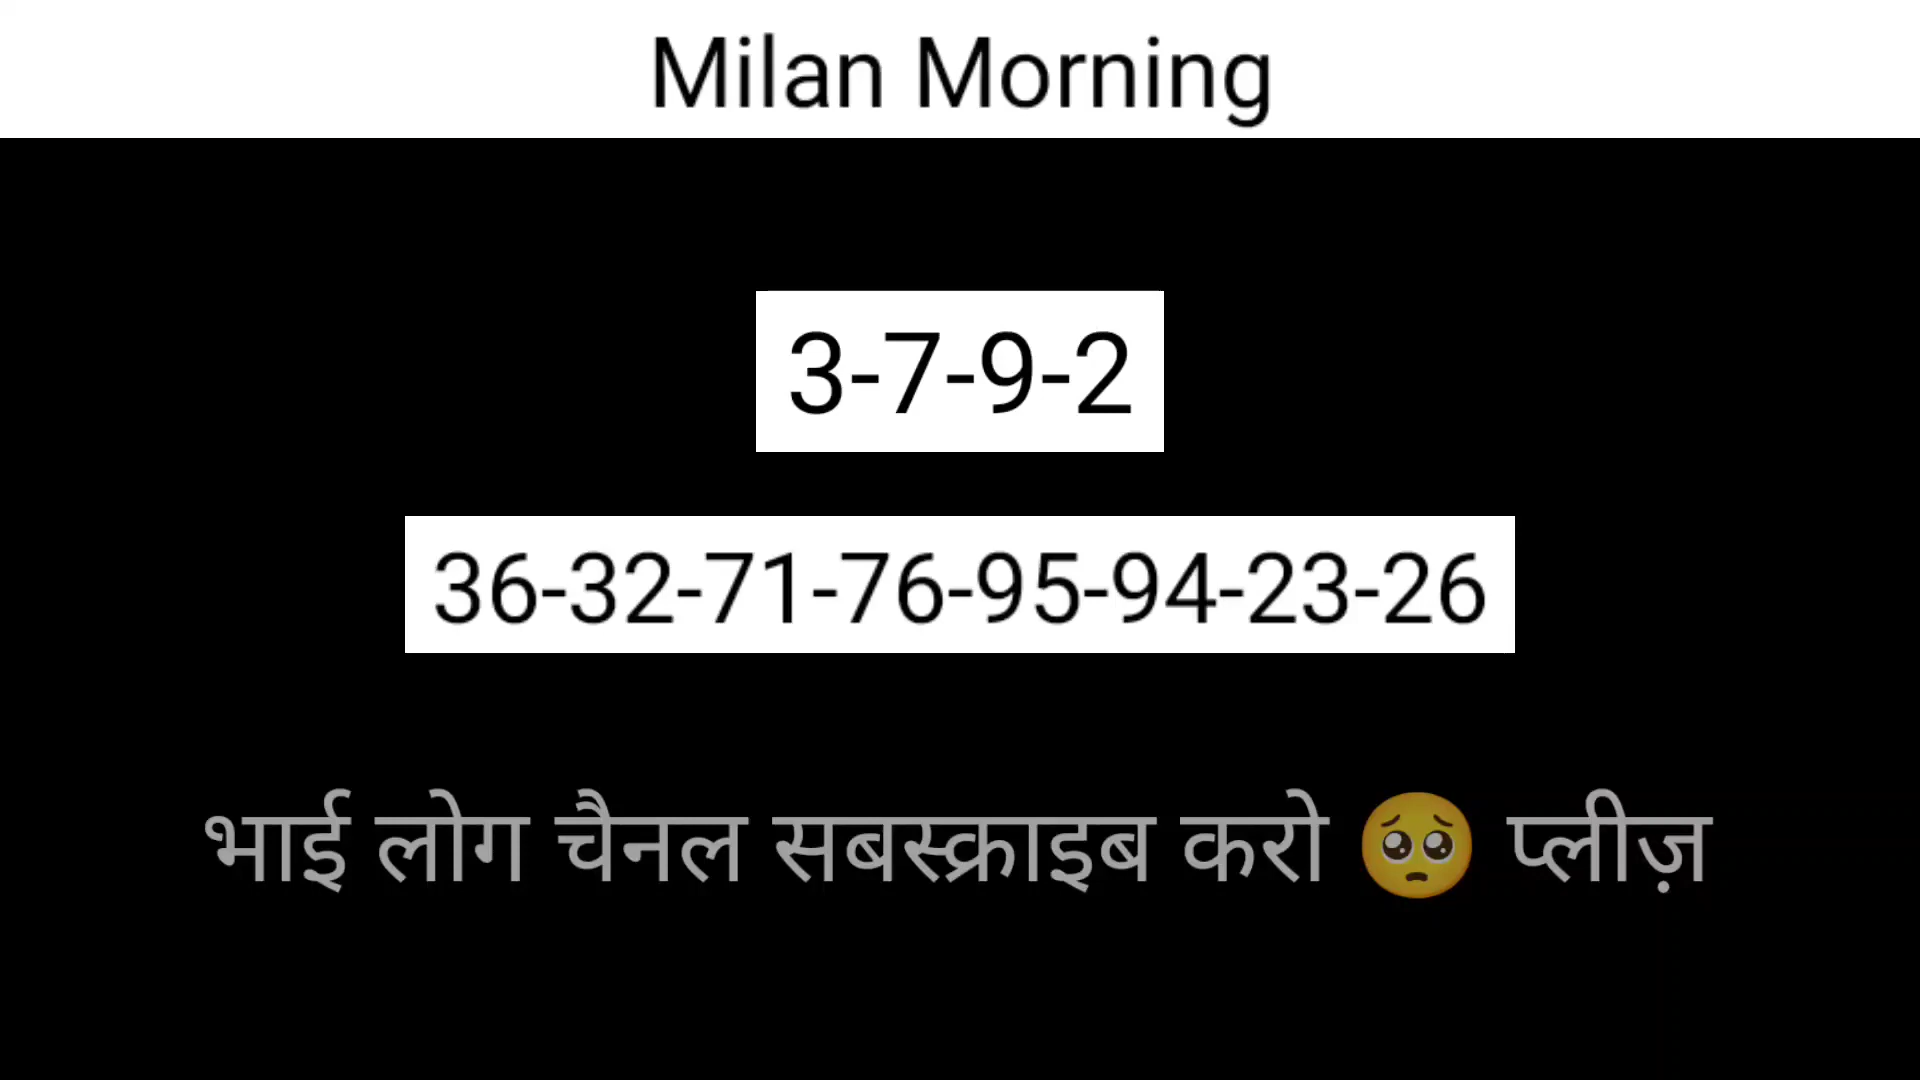 Milan Morning
3-7-9-2
36-32-71-76-95-94-23-26
भाई लोग चैनल सबस्क्राइब करो 🥺 प्लीज़